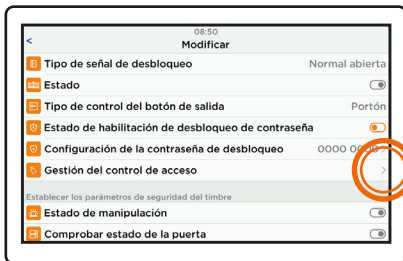 08:50
<
Modificar
Tipo de señal de desbloqueo Normal abierta
Estado
Tipo de control del botón de salida Portón
Estado de habilitación de desbloqueo de contraseña
Configuración de la contraseña de desbloqueo 0000 0000 >
Gestión del control de acceso >
Establecer los parámetros de seguridad del timbre
Estado de manipulación
Comprobar estado de la puerta